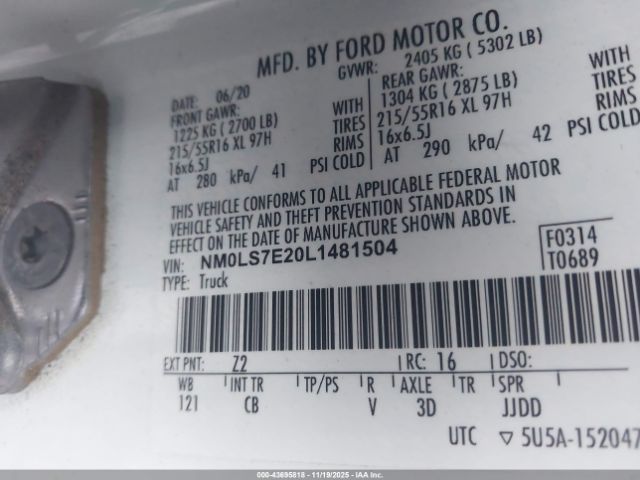 MFD. BY FORD MOTOR CO.
DATE: 06/20 GVWR: 2405 KG ( 5302 LB)
FRONT GAWR: REAR GAWR:
1225 KG ( 2700 LB) WITH 1304 KG ( 2875 LB) WITH
215/55R16 XL 97H TIRES 215/55R16 XL 97H TIRES
16x6.5J RIMS 16x6.5J RIMS
AT 280 kPa/ 41 PSI COLD AT 290 kPa/ 42 PSI COLD
THIS VEHICLE CONFORMS TO ALL APPLICABLE FEDERAL MOTOR
VEHICLE SAFETY AND THEFT PREVENTION STANDARDS IN
EFFECT ON THE DATE OF MANUFACTURE SHOWN ABOVE.
VIN: NM0LS7E20L1481504 F0314
TYPE: Truck T0689
EXT PNT: Z2 RC: 16 DSO:
WB INT TR TP/PS R AXLE TR SPR
121 CB V 3D JJDD
UTC ▽ 5U5A-152047
000-43695818 - 11/19/2025 - IAAI.COM